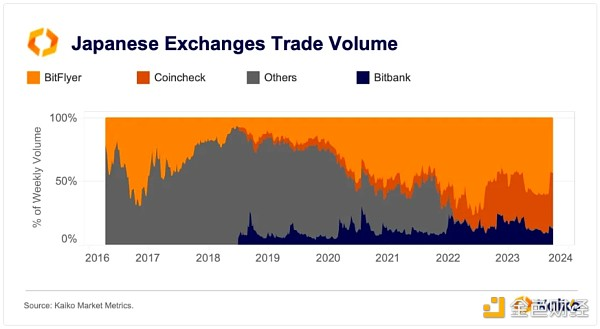 Japanese Exchanges Trade Volume
BitFlyer Coincheck Others Bitbank
100%
50%
0%
% of Weekly Volume
2016 2017 2018 2019 2020 2021 2022 2023 2024
Source: Kaiko Market Metrics.
Kaiko
金色财经